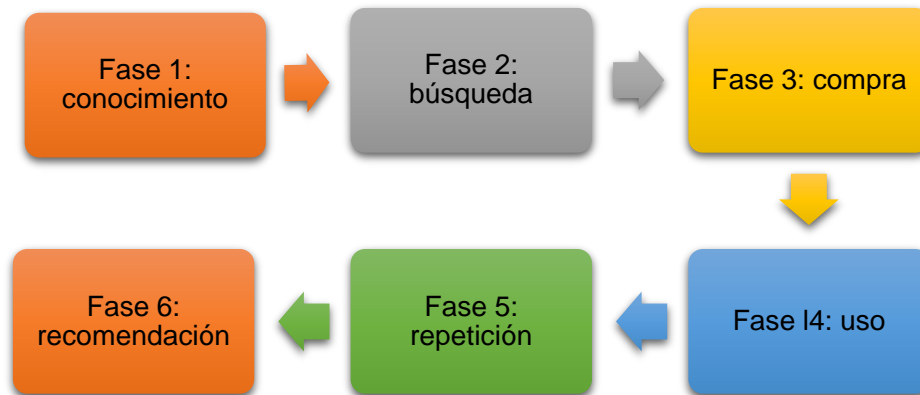 Fase 1:
conocimiento
Fase 2:
búsqueda
Fase 3: compra
Fase l4: uso
Fase 5:
repetición
Fase 6:
recomendación